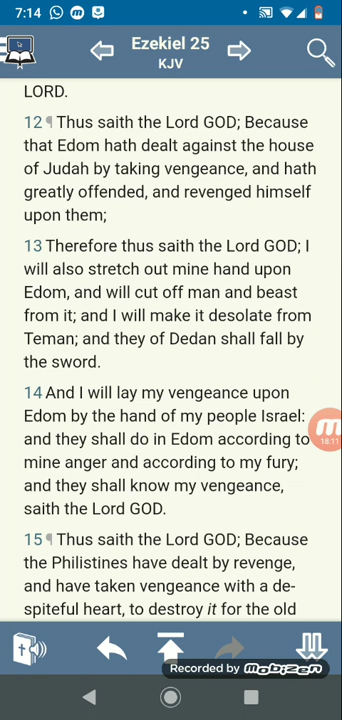 7:14
Ezekiel 25
KJV
LORD.
12 ¶ Thus saith the Lord GOD; Because
that Edom hath dealt against the house
of Judah by taking vengeance, and hath
greatly offended, and revenged himself
upon them;
13 Therefore thus saith the Lord GOD; I
will also stretch out mine hand upon
Edom, and will cut off man and beast
from it; and I will make it desolate from
Teman; and they of Dedan shall fall by
the sword.
14 And I will lay my vengeance upon
Edom by the hand of my people Israel:
and they shall do in Edom according to
mine anger and according to my fury;
and they shall know my vengeance,
saith the Lord GOD.
18:11
15 ¶ Thus saith the Lord GOD; Because
the Philistines have dealt by revenge,
and have taken vengeance with a de-
spiteful heart, to destroy it for the old
Recorded by mobizen